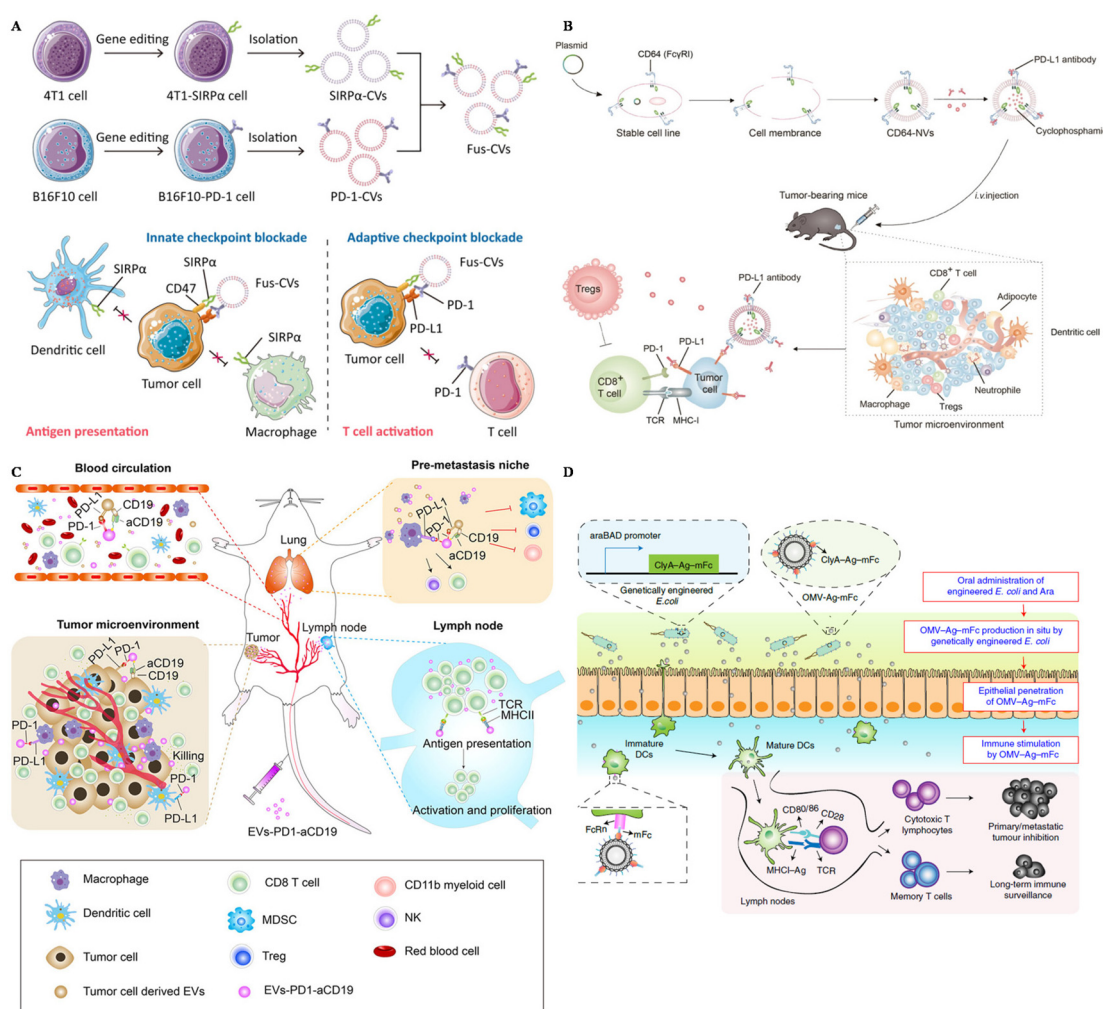 A
4T1 cell
Gene editing
4T1-SIRPα cell
Isolation
SIRPα-CVs
Fus-CVs
B16F10 cell
Gene editing
B16F10-PD-1 cell
Isolation
PD-1-CVs
Innate checkpoint blockade
SIRPα
SIRPα
CD47
Fus-CVs
Dendritic cell
Tumor cell
SIRPα
Macrophage
Antigen presentation
Adaptive checkpoint blockade
Fus-CVs
PD-1
PD-L1
Tumor cell
PD-1
T cell
T cell activation
B
Plasmid
CD64 (FcγRI)
Stable cell line
Cell membrane
CD64-NVs
PD-L1 antibody
Cyclophosphami
i.v.injection
Tumor-bearing mice
Tregs
PD-L1 antibody
PD-1
PD-L1
CD8+
T cell
Tumor
cell
TCR
MHC-I
CD8+ T cell
Adipocyte
Dentritic cell
Neutrophile
Macrophage
Tregs
Tumor microenvironment
C
Blood circulation
PD-L1
PD-1
CD19
aCD19
Pre-metastasis niche
PD-L1
PD-1
CD19
aCD19
Lung
Tumor
Lymph node
Tumor microenvironment
PD-L1
PD-1
aCD19
CD19
PD-1
PD-L1
Killing
PD-1
PD-L1
EVs-PD1-aCD19
Lymph node
TCR
MHCII
Antigen presentation
Activation and proliferation
Macrophage
CD8 T cell
CD11b myeloid cell
Dendritic cell
MDSC
NK
Tumor cell
Treg
Red blood cell
Tumor cell derived EVs
EVs-PD1-aCD19
D
araBAD promoter
ClyA–Ag–mFc
Genetically engineered
E.coli
ClyA–Ag–mFc
OMV-Ag-mFc
Oral administration of
engineered E. coli and Ara
OMV–Ag–mFc production in situ by
genetically engineered E. coli
Epithelial penetration
of OMV–Ag–mFc
Immune stimulation
by OMV–Ag–mFc
Immature
DCs
Mature DCs
FcRn
mFc
CD80/86
CD28
MHCI–Ag
TCR
Lymph nodes
Cytotoxic T
lymphocytes
Primary/metastatic
tumour inhibition
Memory T cells
Long-term immune
surveillance